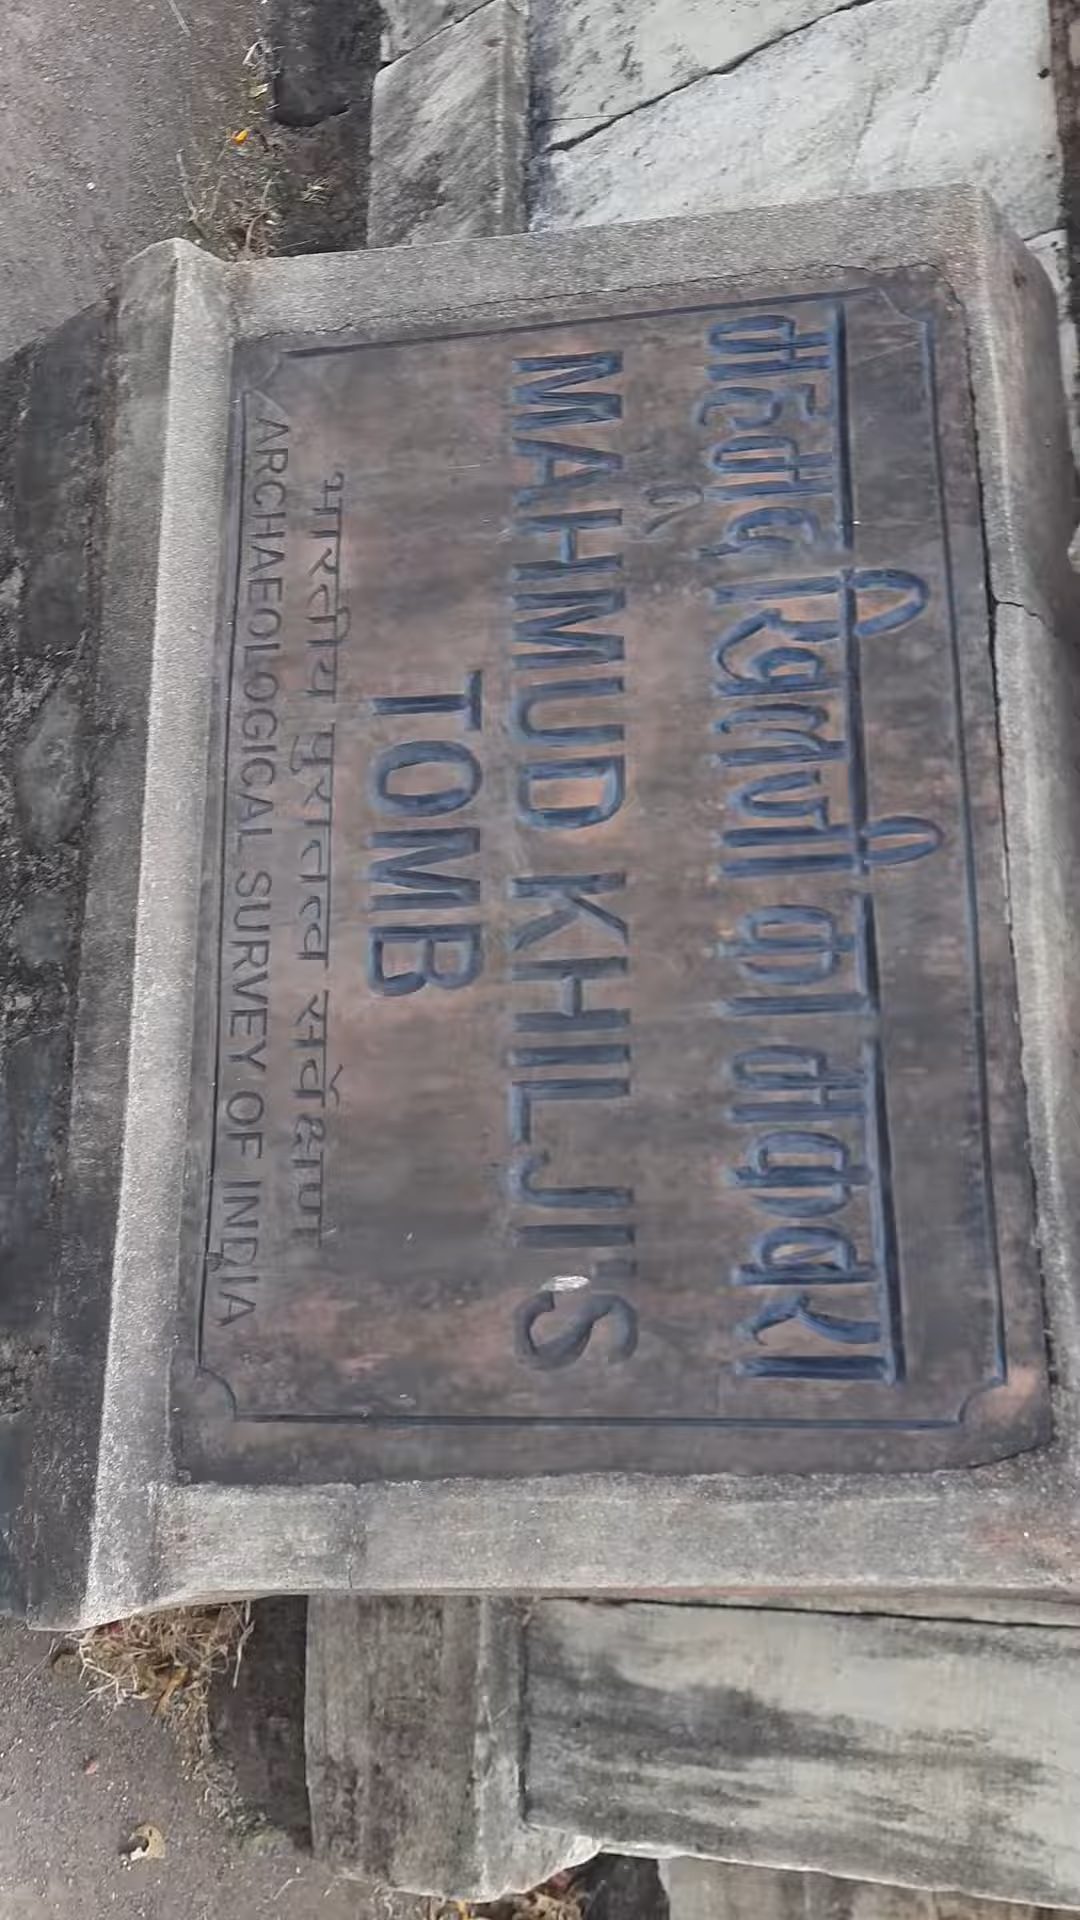 महमूद खिलजी का मकबरा
MAHMUD KHILJI'S
TOMB
भारतीय पुरातत्व सर्वेक्षण
ARCHAEOLOGICAL SURVEY OF INDIA